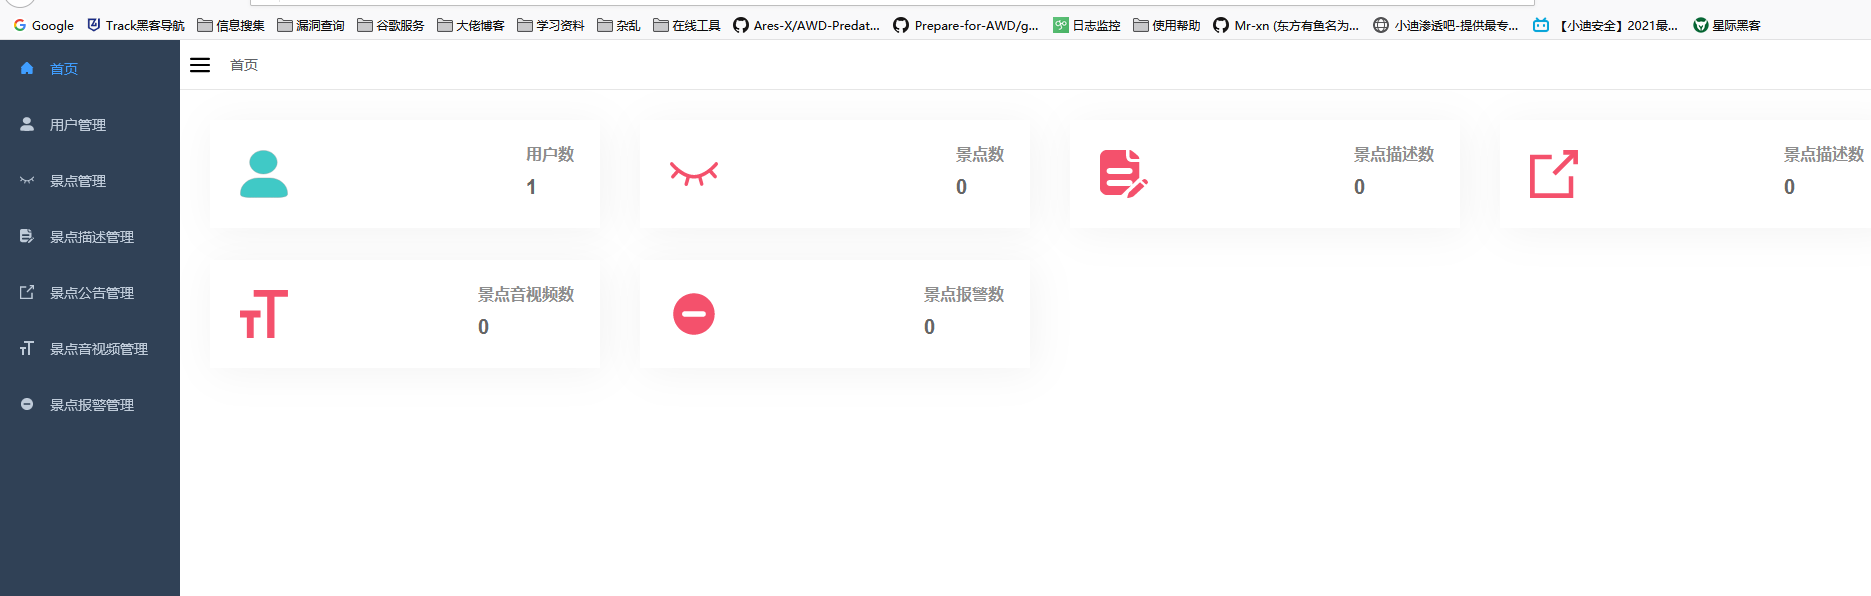 Google Track黑客导航 信息搜集 漏洞查询 谷歌服务 大佬博客 学习资料 杂乱 在线工具 Ares-X/AWD-Predat... Prepare-for-AWD/g... 日志监控 使用帮助 Mr-xn (东方有鱼名为... 小迪渗透吧-提供最专... 【小迪安全】2021最... 星际黑客
首页
用户管理
景点管理
景点描述管理
景点公告管理
景点音视频管理
景点报警管理
首页
用户数
1
景点数
0
景点描述数
0
景点描述数
0
景点音视频数
0
景点报警数
0